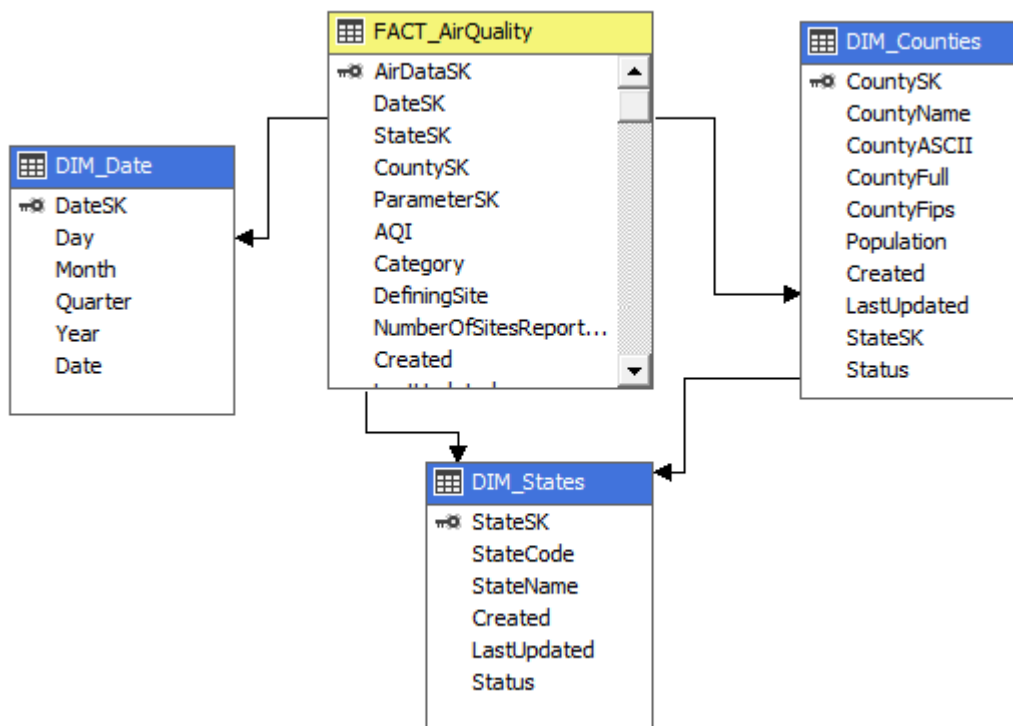 FACT_AirQuality
AirDataSK
DateSK
StateSK
CountySK
ParameterSK
AQI
Category
DefiningSite
NumberOfSitesReport...
Created
DIM_Counties
CountySK
CountyName
CountyASCII
CountyFull
CountyFips
Population
Created
LastUpdated
StateSK
Status
DIM_Date
DateSK
Day
Month
Quarter
Year
Date
DIM_States
StateSK
StateCode
StateName
Created
LastUpdated
Status